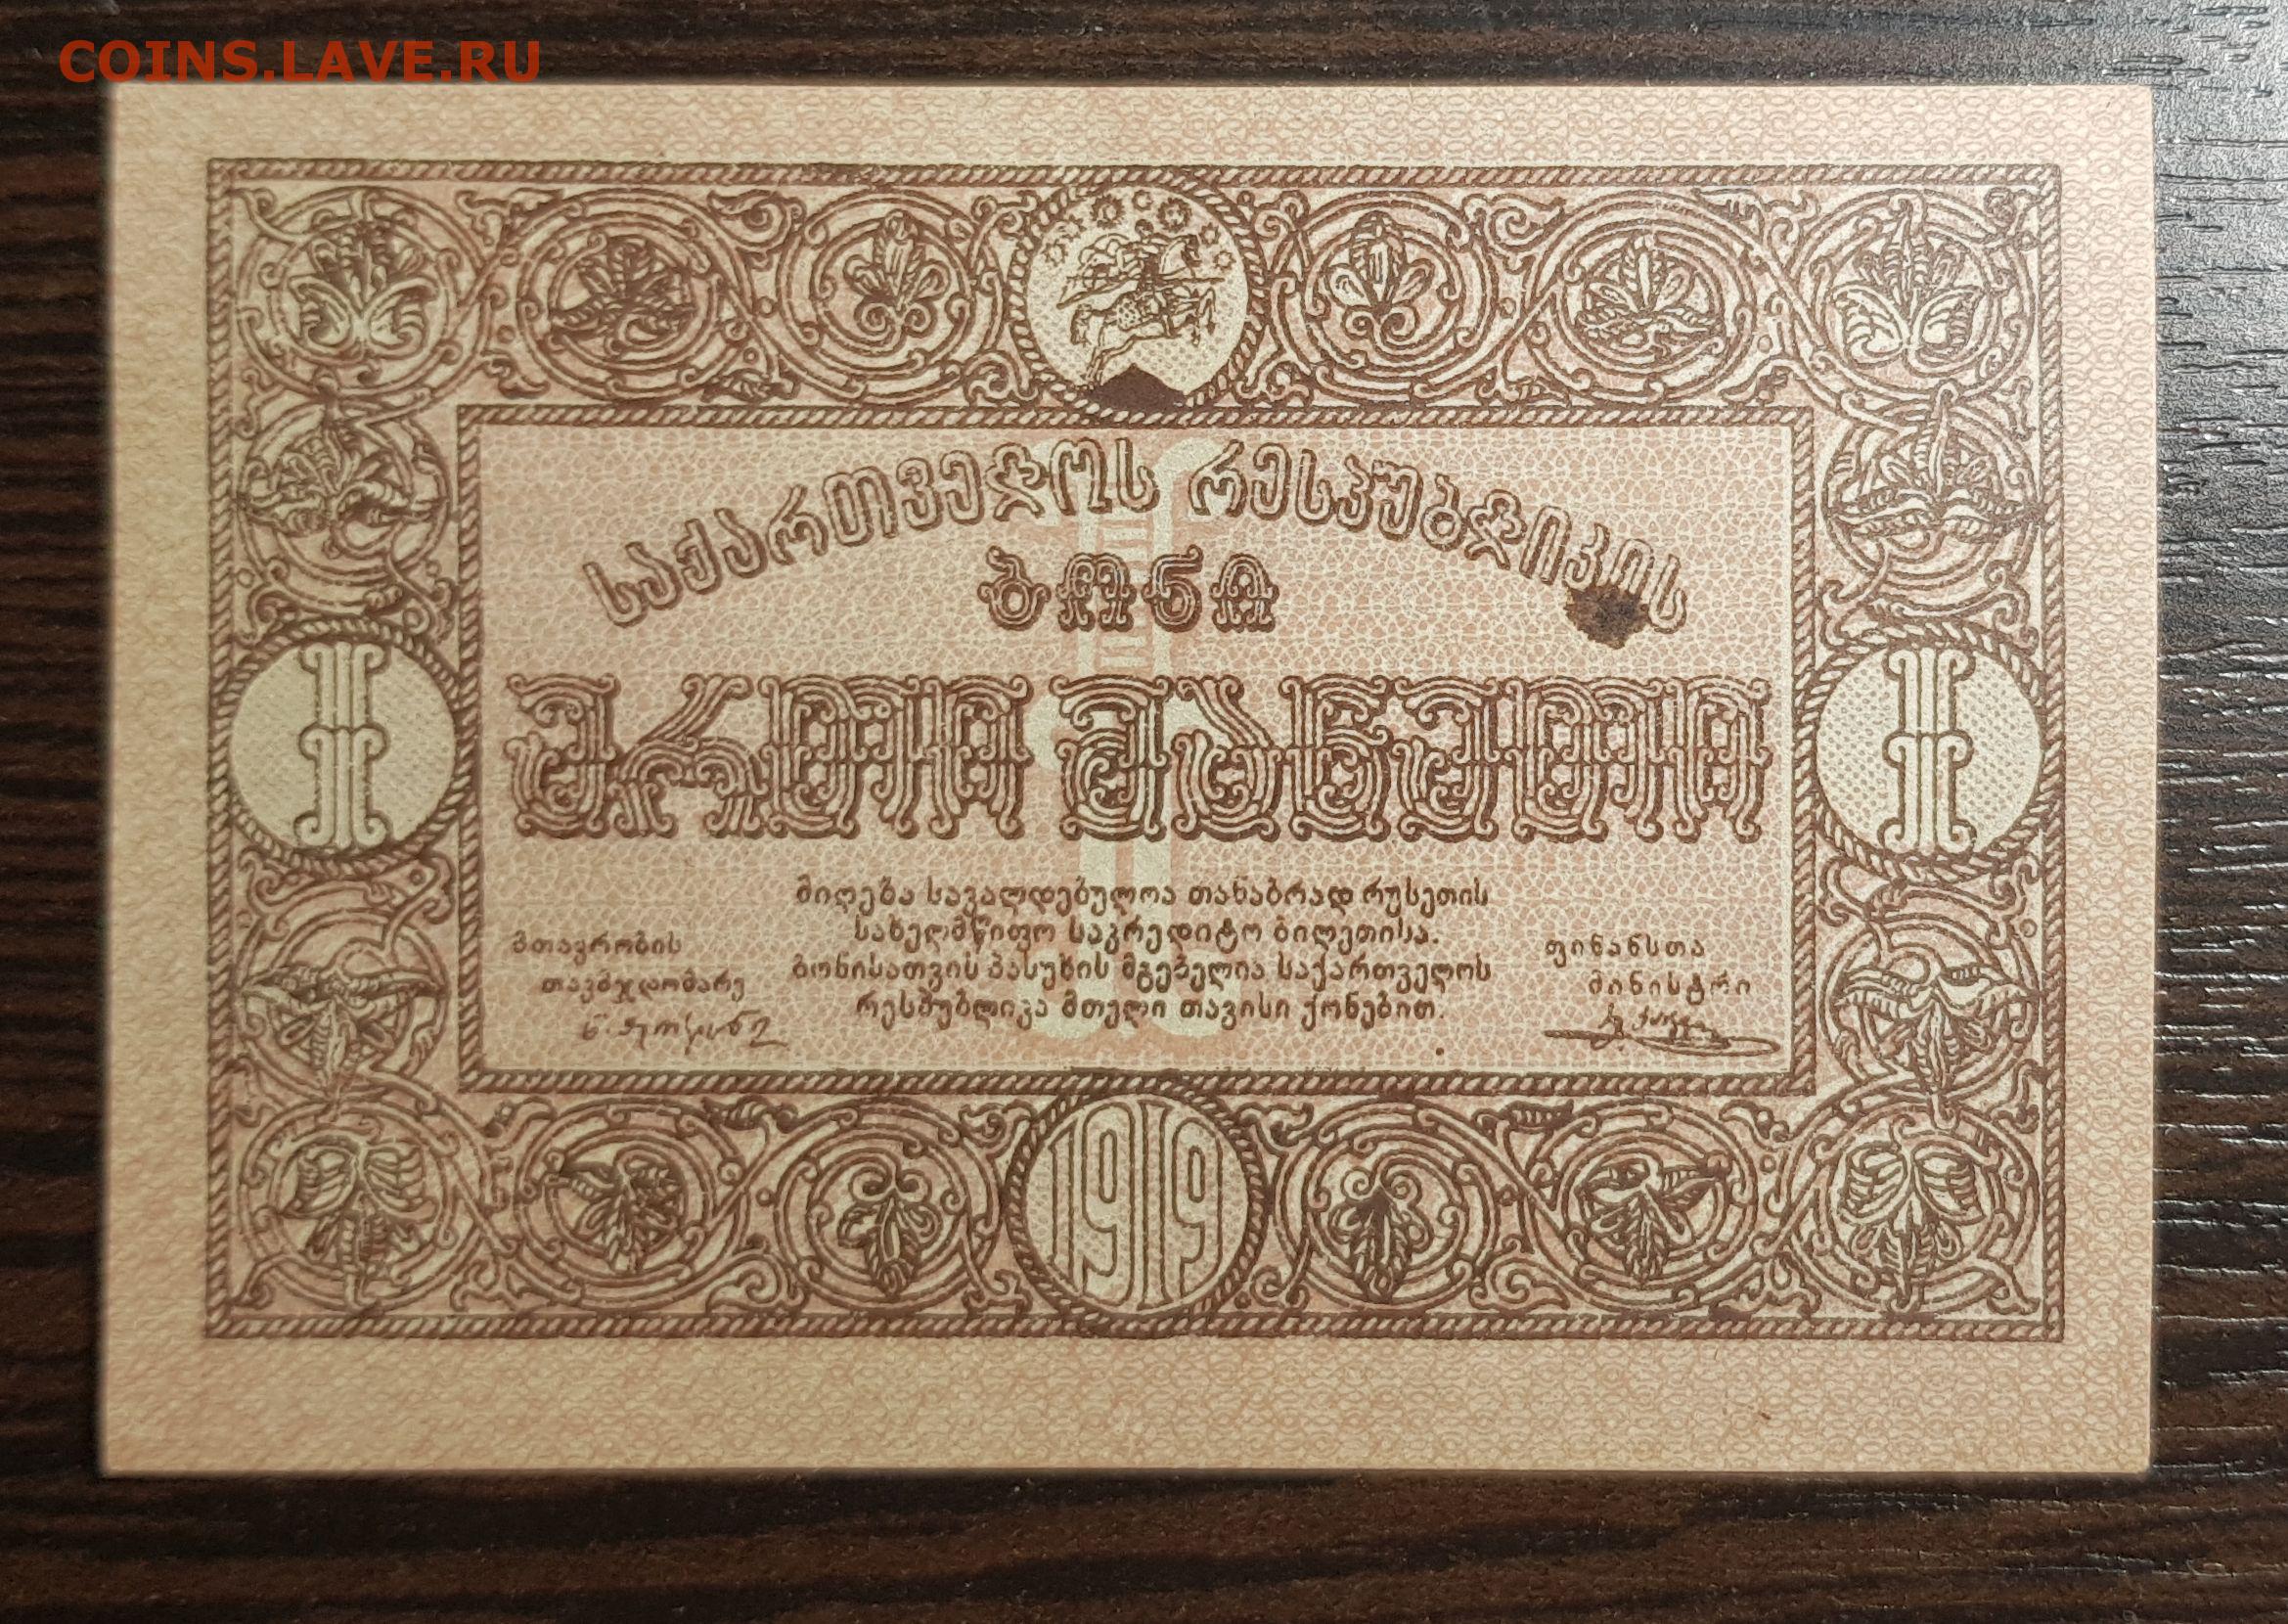 COINS.LAVE.RU
საქართველოს რესპუბლიკის
ბონი
I
ერთი მანეთი
I
მიღება სავალდებულოა თანაბრად რუსეთის
სახელმწიფო საკრედიტო ბილეთისა.
ბონისათვის პასუხის მგებელია საქართველოს
რესპუბლიკა მთელი თავისი ქონებით.
მთავრობის
თავმჯდომარე
ფინანსთა
მინისტრი
1919